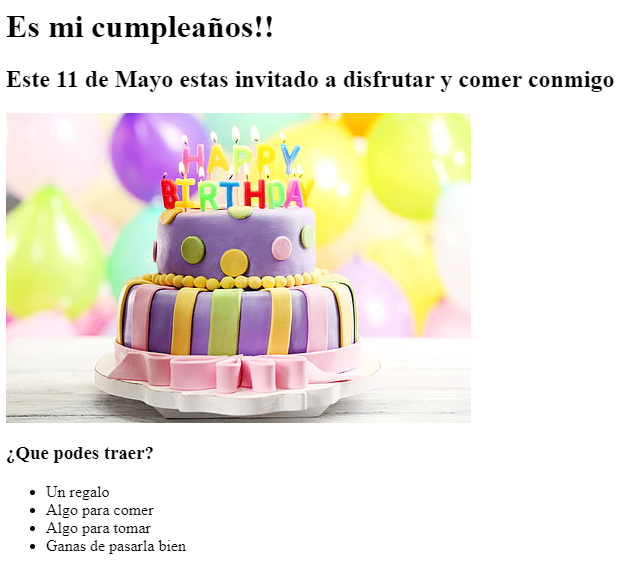 Es mi cumpleaños!!
Este 11 de Mayo estas invitado a disfrutar y comer conmigo
HAPPY
BIRTHDAY
¿Que podes traer?
Un regalo
Algo para comer
Algo para tomar
Ganas de pasarla bien